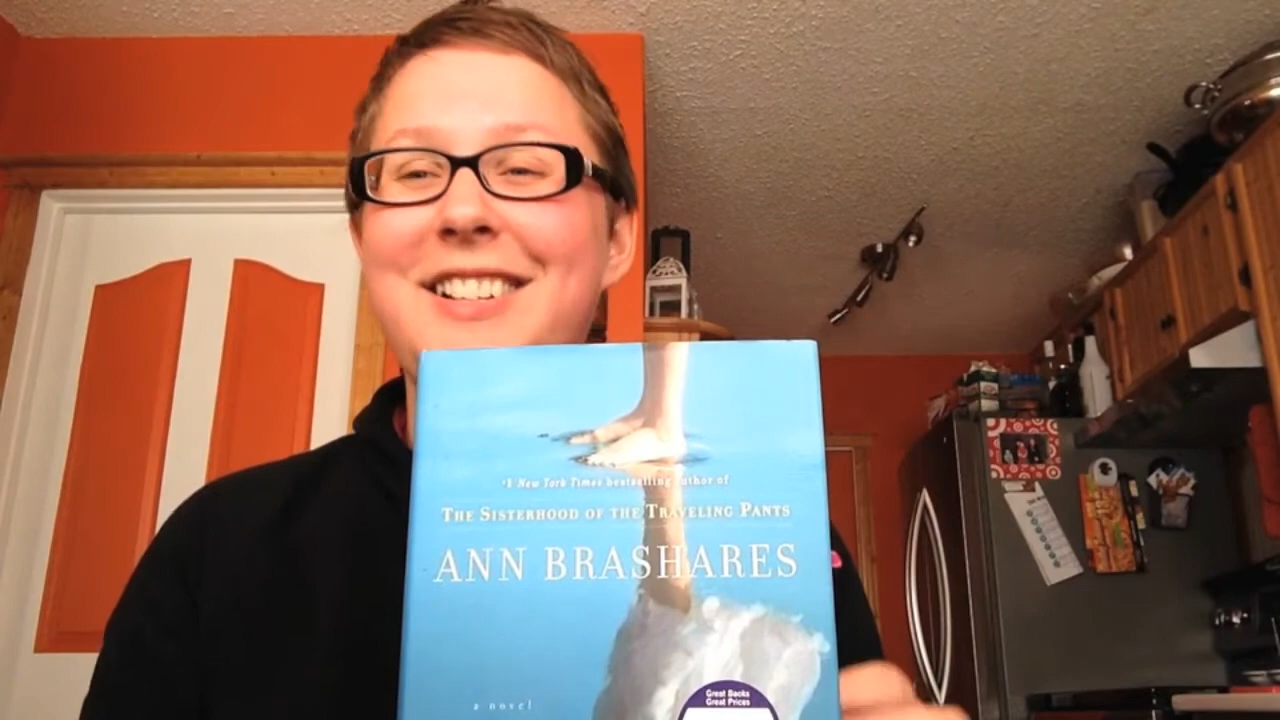 #1 New York Times bestselling author of
THE SISTERHOOD OF THE TRAVELING PANTS
ANN BRASHARES
a novel
Great Books
Great Prices